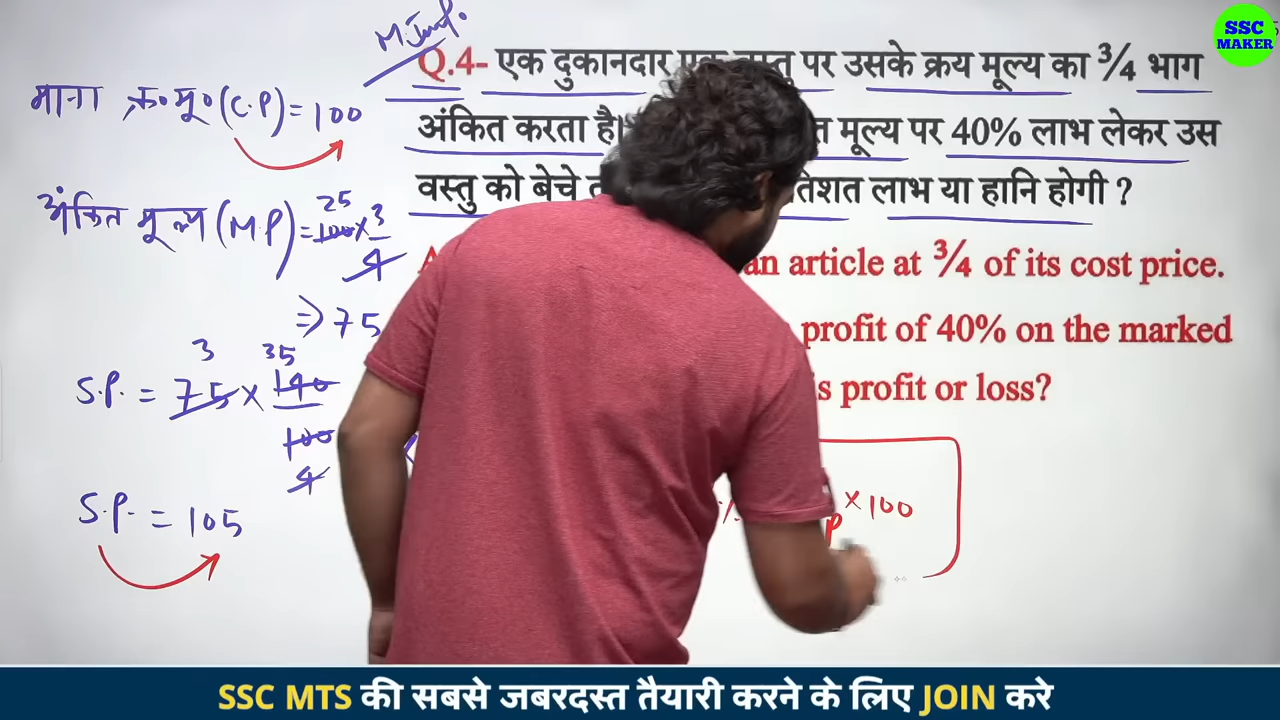 SSC
MAKER
M.Imp.
Q.4- एक दुकानदार वस्तु पर उसके क्रय मूल्य का ³⁄₄ भाग
अंकित करता है। मूल्य पर 40% लाभ लेकर उस
वस्तु को बेचे लाभ या हानि होगी ?
an article at ³⁄₄ of its cost price.
profit of 40% on the marked
profit or loss?
माना क्र०मू०(C.P)=100
अंकित मूल्य(M.P)=100×3/4
25
⇒75
3 35
S.P. = 75 × 140/100
4
S.P. = 105
×100
SSC MTS की सबसे जबरदस्त तैयारी करने के लिए JOIN करे